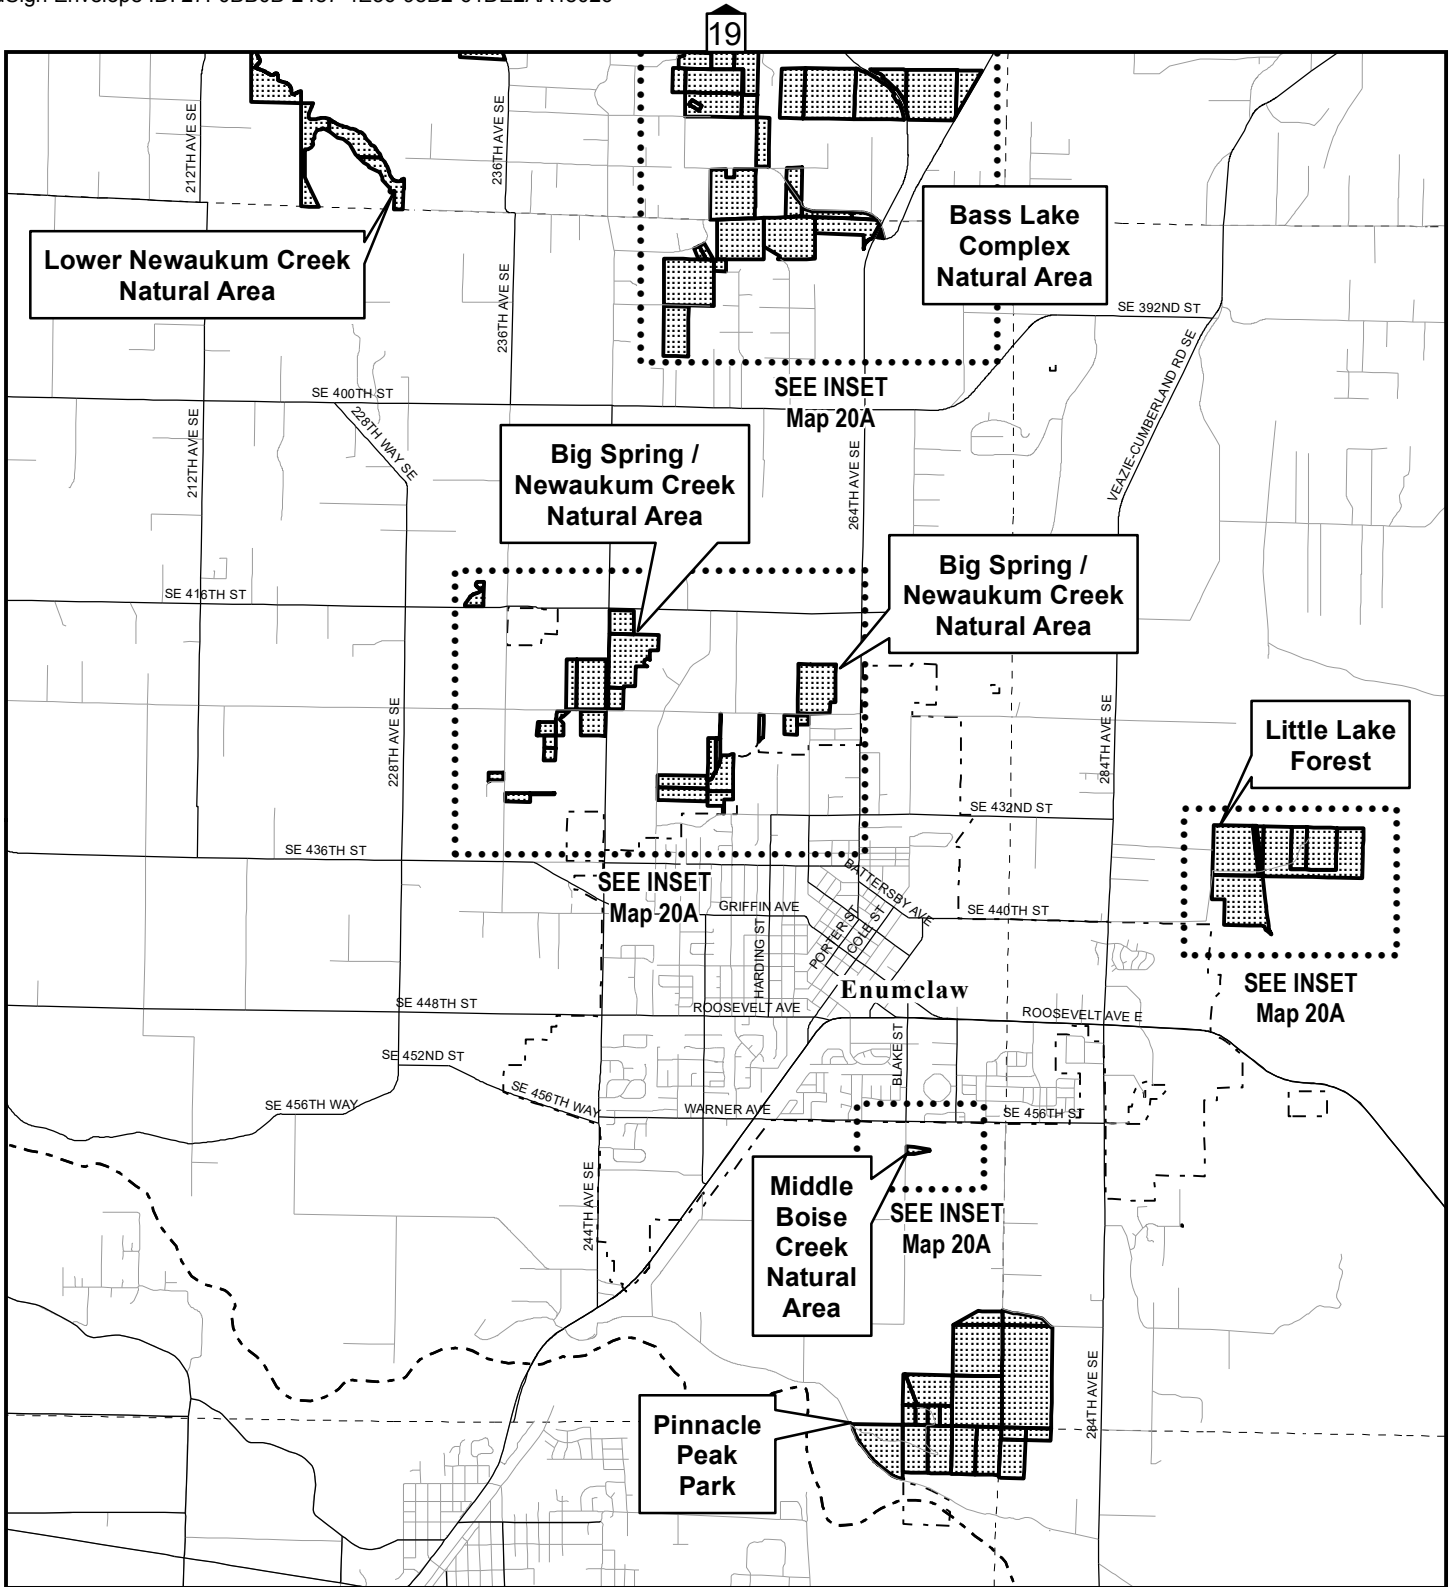 19
212TH AVE SE
236TH AVE SE
Lower Newaukum Creek
Natural Area
Bass Lake
Complex
Natural Area
236TH AVE SE
SE 392ND ST
VEAZIE-CUMBERLAND RD SE
SEE INSET
Map 20A
SE 400TH ST
228TH WAY SE
212TH AVE SE
264TH AVE SE
Big Spring /
Newaukum Creek
Natural Area
Big Spring /
Newaukum Creek
Natural Area
SE 416TH ST
228TH AVE SE
284TH AVE SE
Little Lake
Forest
SE 432ND ST
SE 436TH ST
SEE INSET
Map 20A
BATTERSBY AVE
GRIFFIN AVE
PORTER ST
COLE ST
HARDING ST
SE 440TH ST
SEE INSET
Map 20A
Enumclaw
SE 448TH ST
ROOSEVELT AVE
ROOSEVELT AVE E
BLAKE ST
SE 452ND ST
SE 456TH WAY
SE 456TH WAY
WARNER AVE
SE 456TH ST
244TH AVE SE
Middle
Boise
Creek
Natural
Area
SEE INSET
Map 20A
284TH AVE SE
Pinnacle
Peak
Park